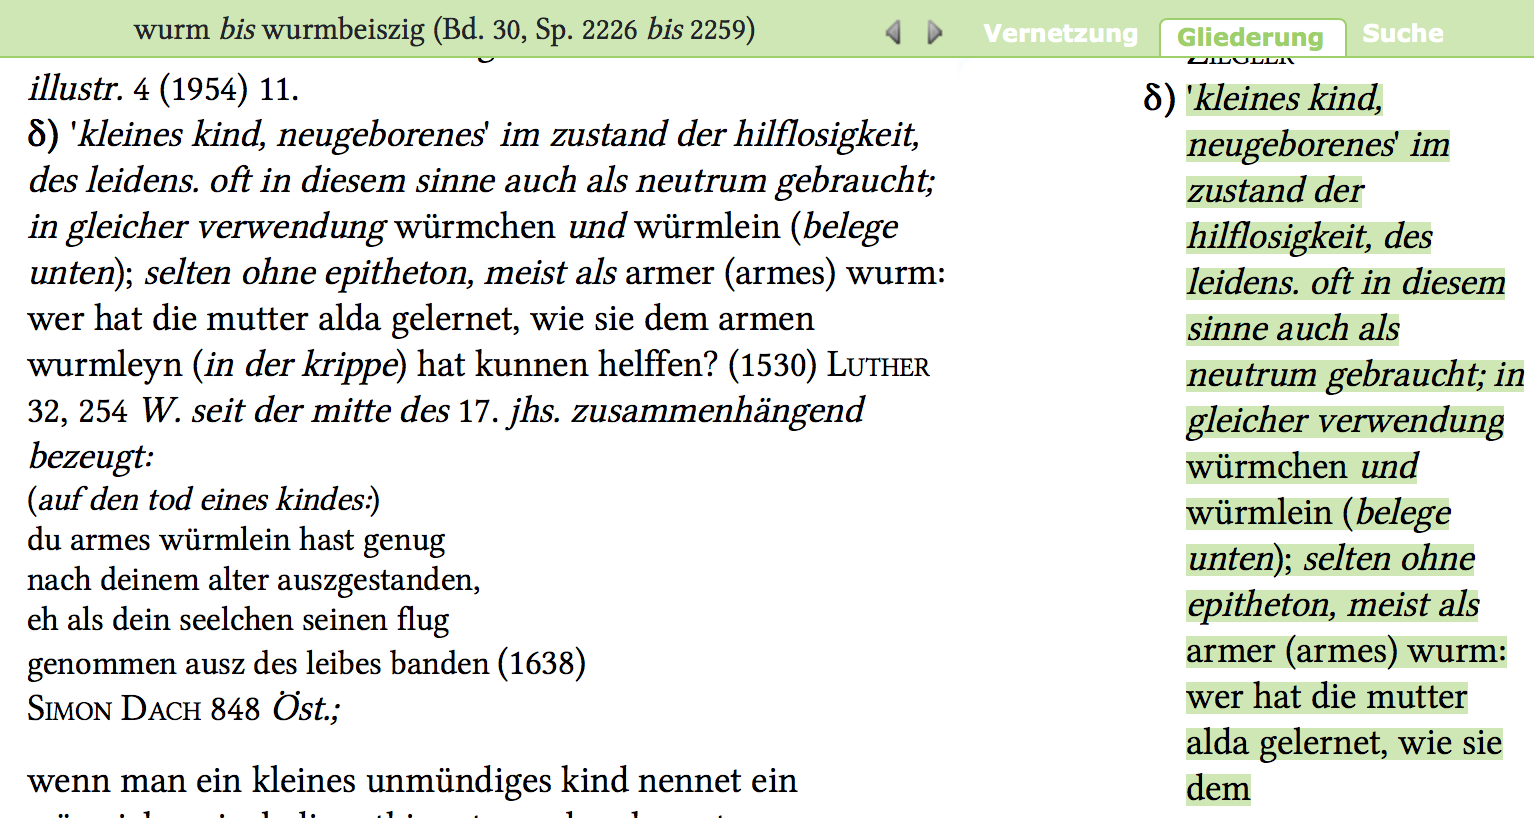 wurm bis wurmbeiszig (Bd. 30, Sp. 2226 bis 2259)
Vernetzung
Gliederung
Suche
illustr. 4 (1954) 11.
δ) 'kleines kind, neugeborenes' im zustand der hilflosigkeit,
des leidens. oft in diesem sinne auch als neutrum gebraucht;
in gleicher verwendung würmchen und würmlein (belege
unten); selten ohne epitheton, meist als armer (armes) wurm:
wer hat die mutter alda gelernet, wie sie dem armen
wurmleyn (in der krippe) hat kunnen helffen? (1530) LUTHER
32, 254 W. seit der mitte des 17. jhs. zusammenhängend
bezeugt:
(auf den tod eines kindes:)
du armes würmlein hast genug
nach deinem alter auszgestanden,
eh als dein seelchen seinen flug
genommen ausz des leibes banden (1638)
SIMON DACH 848 Öst.;
wenn man ein kleines unmündiges kind nennet ein
ZIEGLER
δ) 'kleines kind,
neugeborenes' im
zustand der
hilflosigkeit, des
leidens. oft in diesem
sinne auch als
neutrum gebraucht; in
gleicher verwendung
würmchen und
würmlein (belege
unten); selten ohne
epitheton, meist als
armer (armes) wurm:
wer hat die mutter
alda gelernet, wie sie
dem